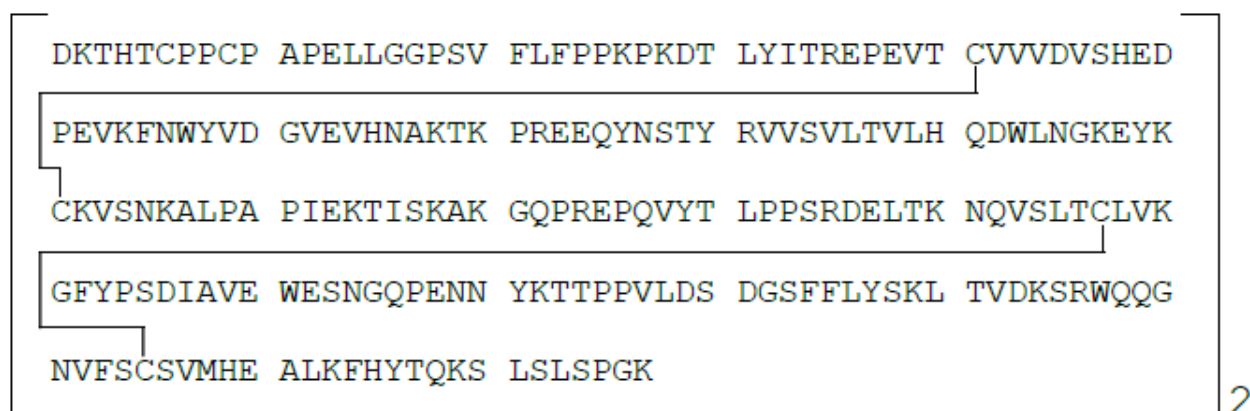 DKTHTCPPCP APELLGGPSV FLFPPKPKDT LYITREPEVT CVVVDVSHED
PEVKFNWYVD GVEVHNAKTK PREEQYNSTY RVVSVLTVLH QDWLNGKEYK
CKVSNKALPA PIEKTISKAK GQPREPQVYT LPPSRDELTK NQVSLTCLVK
GFYPSDIAVE WESNGQPENN YKTTPPVLDS DGSFFLYSKL TVDKSRWQQG
NVFSCSVMHE ALKFHYTQKS LSLSPGK
2